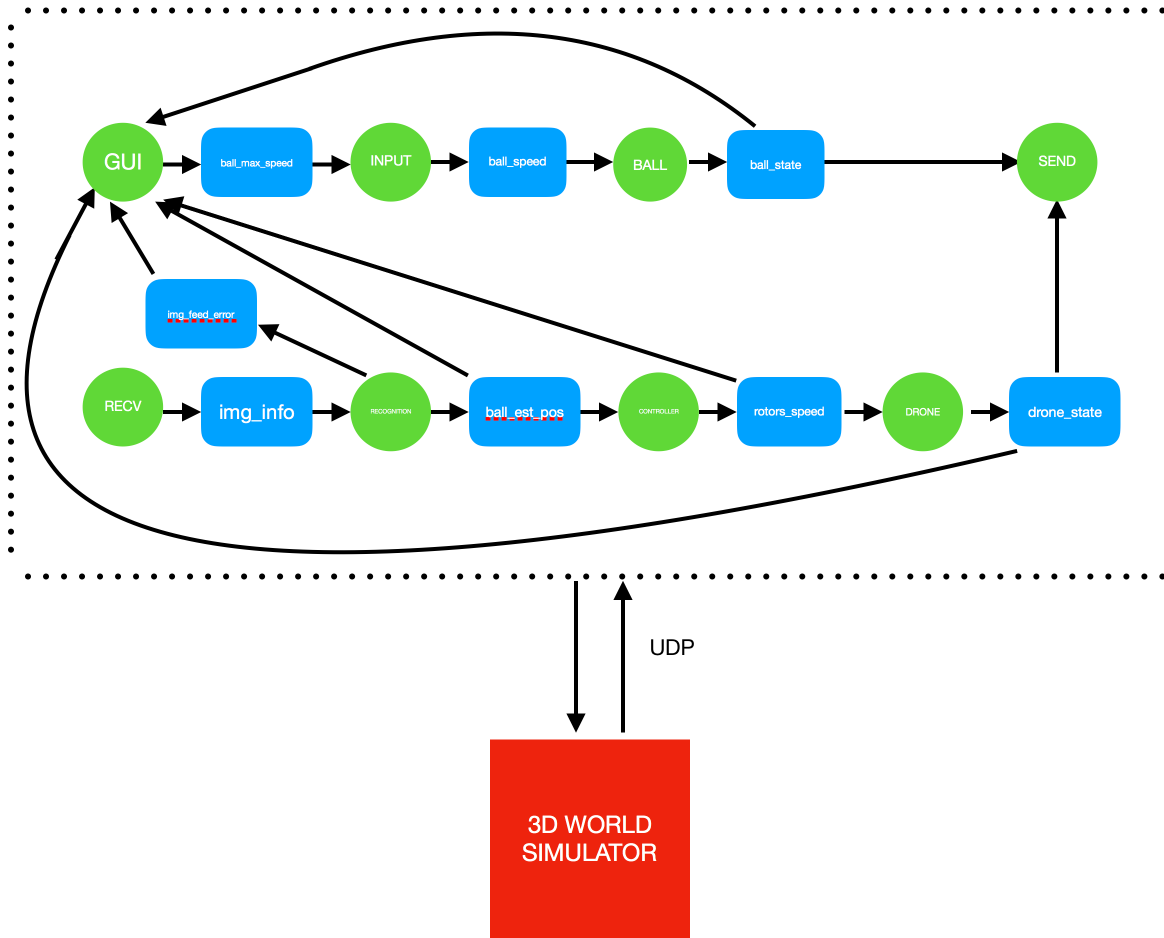 GUI
ball_max_speed
INPUT
ball_speed
BALL
ball_state
SEND
img_feed_error
RECV
img_info
RECOGNITION
ball_est_pos
CONTROLLER
rotors_speed
DRONE
drone_state
UDP
3D WORLD
SIMULATOR